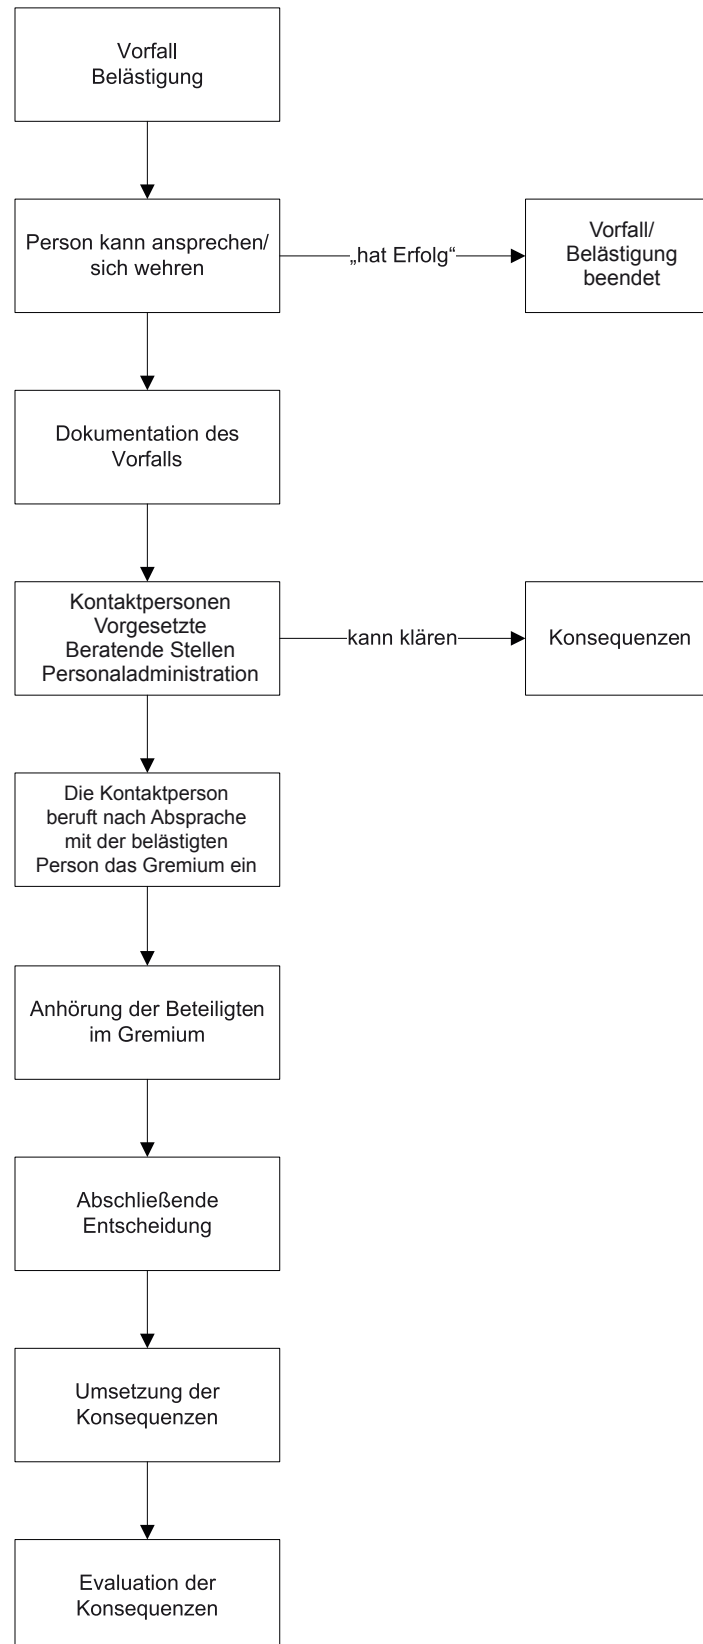 Vorfall
Belästigung
Person kann ansprechen/
sich wehren
„hat Erfolg“
Vorfall/
Belästigung
beendet
Dokumentation des
Vorfalls
Kontaktpersonen
Vorgesetzte
Beratende Stellen
Personaladministration
kann klären
Konsequenzen
Die Kontaktperson
beruft nach Absprache
mit der belästigten
Person das Gremium ein
Anhörung der Beteiligten
im Gremium
Abschließende
Entscheidung
Umsetzung der
Konsequenzen
Evaluation der
Konsequenzen